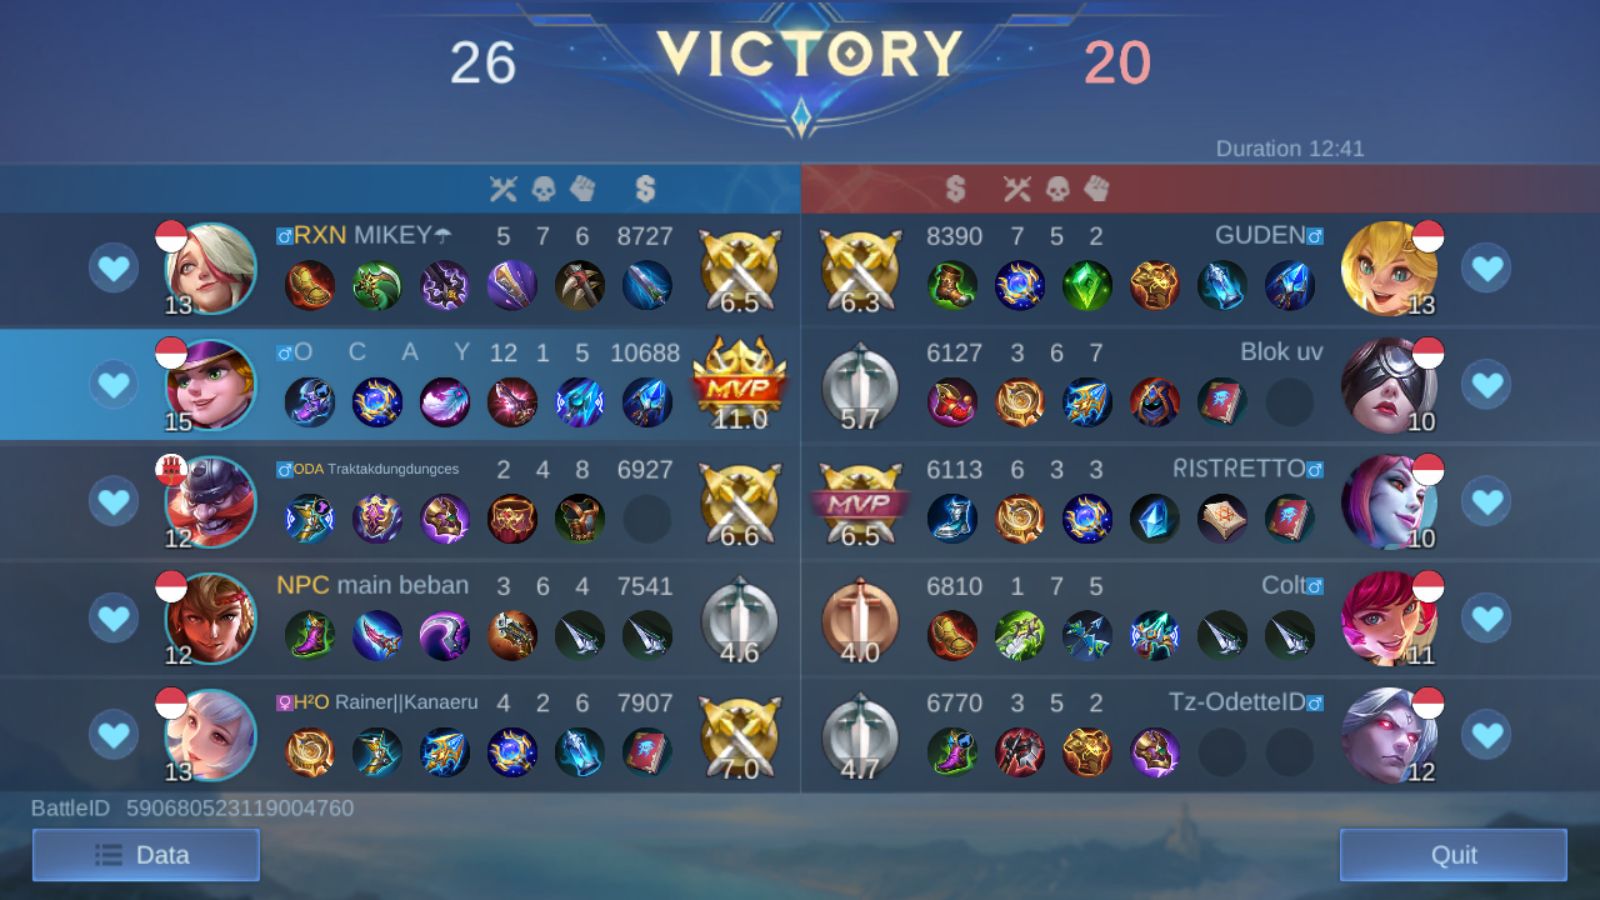 26 VICTORY 20
Duration 12:41
RXN MIKEY 5 7 6 8727 6.5 13
6.3 8390 7 5 2 GUDEN 13
O C A Y 12 1 5 10688 MVP 11.0 15
5.7 6127 3 6 7 Blok uv 10
ODA Traktakdungdungces 2 4 8 6927 6.6 12
MVP 6.5 6113 6 3 3 RISTRETTO 10
NPC main beban 3 6 4 7541 4.6 12
4.0 6810 1 7 5 Colt 11
H²O Rainer||Kanaeru 4 2 6 7907 7.0 13
4.7 6770 3 5 2 Tz-OdetteID 12
BattleID 590680523119004760
Data
Quit